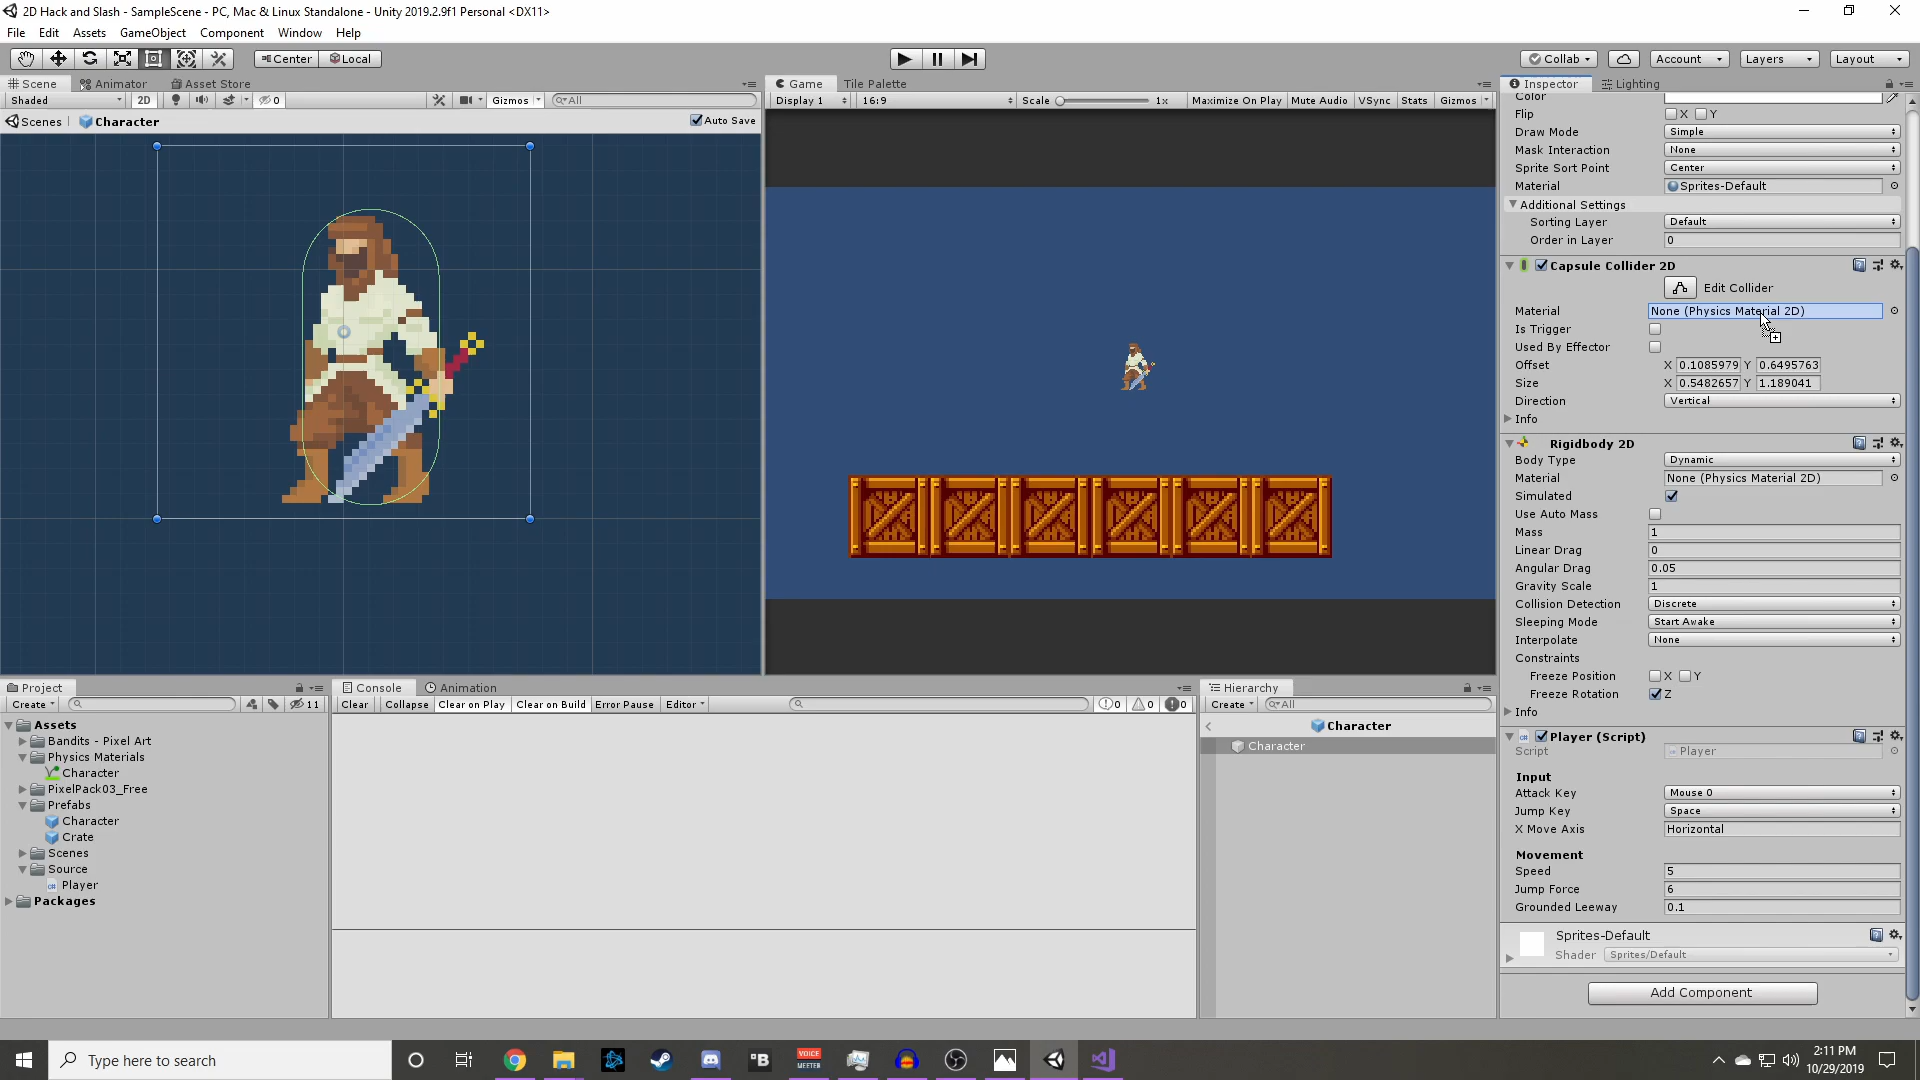 2D Hack and Slash - SampleScene - PC, Mac & Linux Standalone - Unity 2019.2.9f1 Personal <DX11>
File Edit Assets GameObject Component Window Help
Center Local
Collab Account Layers Layout
Scene Animator Asset Store
Shaded 2D 0 Gizmos All
Scenes Character Auto Save
Game Tile Palette
Display 1 16:9 Scale 1x Maximize On Play Mute Audio VSync Stats Gizmos
Inspector Lighting
Color
Flip X Y
Draw Mode Simple
Mask Interaction None
Sprite Sort Point Center
Material Sprites-Default
Additional Settings
Sorting Layer Default
Order in Layer 0
Capsule Collider 2D
Edit Collider
Material None (Physics Material 2D)
Is Trigger
Used By Effector
Offset X 0.1085979 Y 0.6495763
Size X 0.5482657 Y 1.189041
Direction Vertical
Info
Rigidbody 2D
Body Type Dynamic
Material None (Physics Material 2D)
Simulated
Use Auto Mass
Mass 1
Linear Drag 0
Angular Drag 0.05
Gravity Scale 1
Collision Detection Discrete
Sleeping Mode Start Awake
Interpolate None
Constraints
Freeze Position X Y
Freeze Rotation Z
Info
Player (Script)
Script Player
Input
Attack Key Mouse 0
Jump Key Space
X Move Axis Horizontal
Movement
Speed 5
Jump Force 6
Grounded Leeway 0.1
Sprites-Default
Shader Sprites/Default
Add Component
Project
Create 11
Assets
Bandits - Pixel Art
Physics Materials
Character
PixelPack03_Free
Prefabs
Character
Crate
Scenes
Source
Player
Packages
Console Animation
Clear Collapse Clear on Play Clear on Build Error Pause Editor 0 0 0
Hierarchy
Create All
Character
Character
Type here to search
B
VOICE
MEETER
2:11 PM
10/29/2019